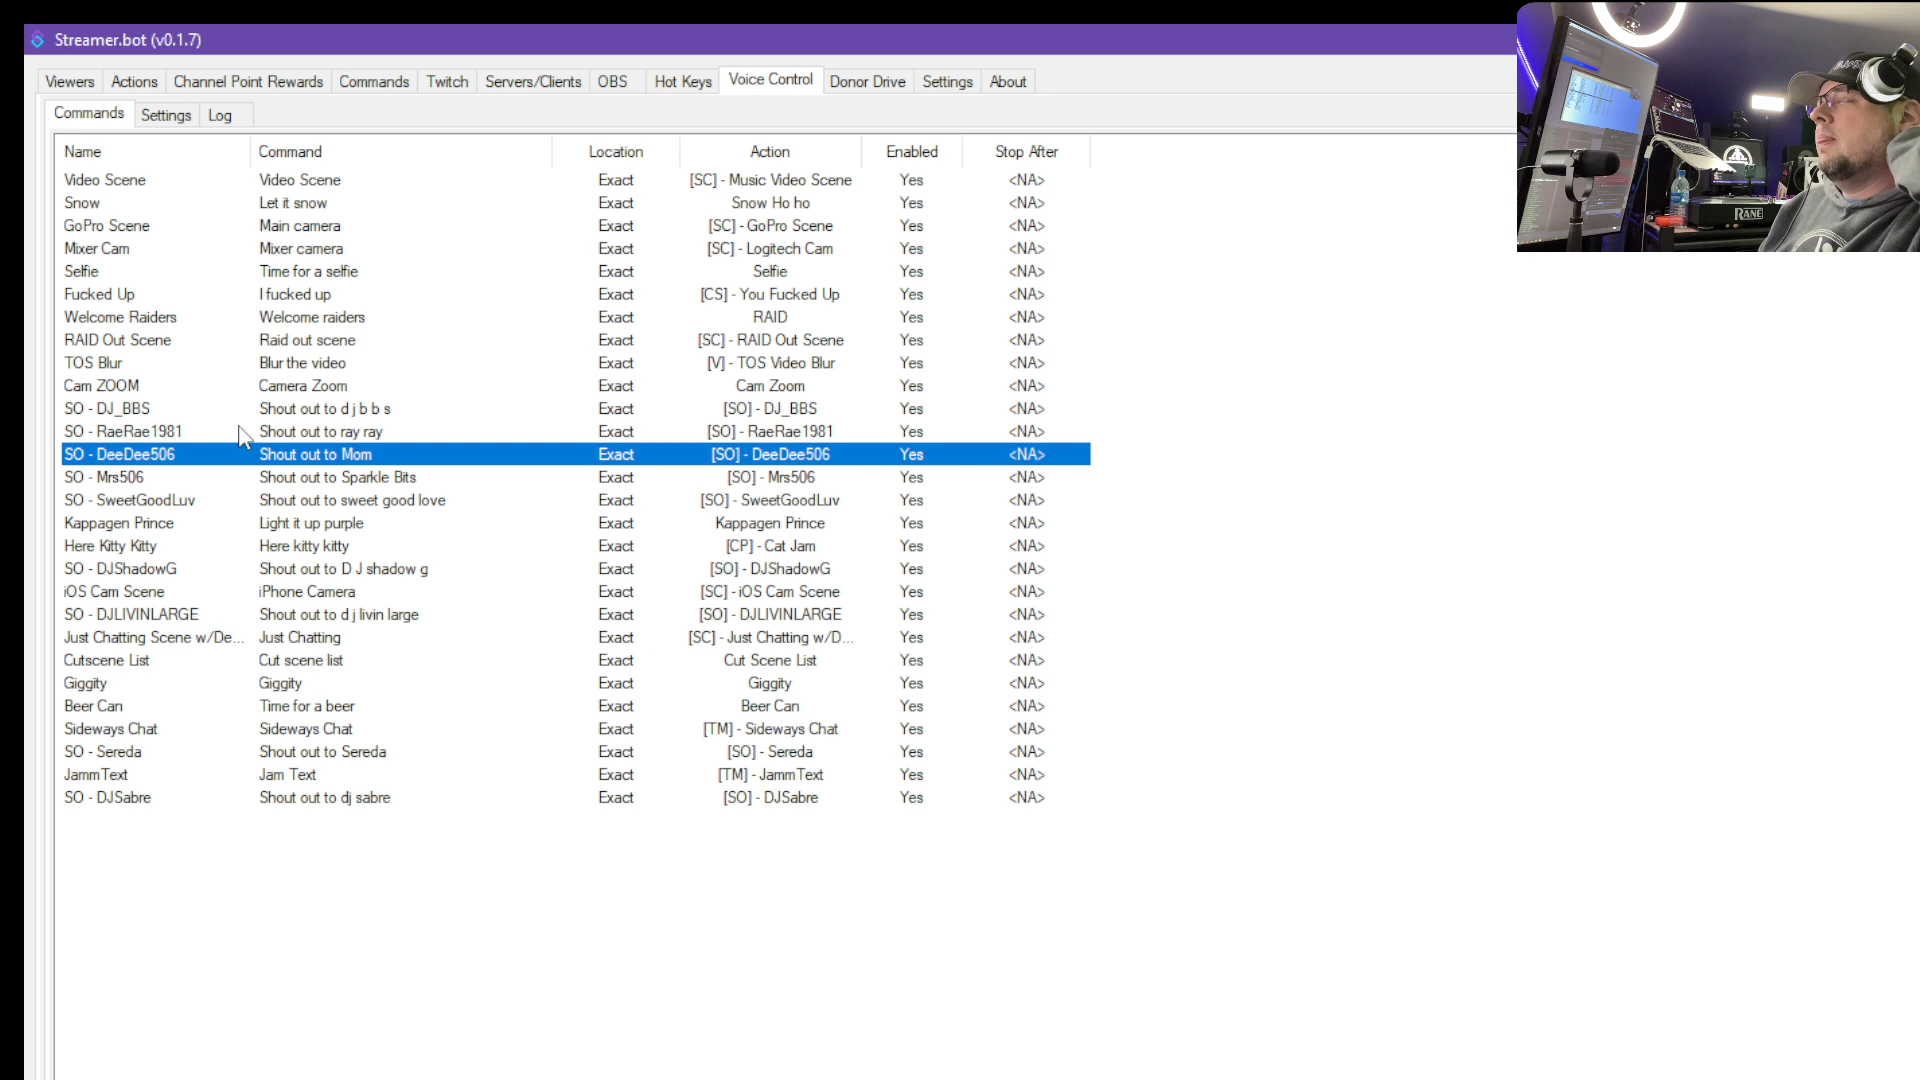 Streamer.bot (v0.1.7)
Viewers Actions Channel Point Rewards Commands Twitch Servers/Clients OBS Hot Keys Voice Control Donor Drive Settings About
Commands Settings Log
Name Command Location Action Enabled Stop After
Video Scene Video Scene Exact [SC] - Music Video Scene Yes <NA>
Snow Let it snow Exact Snow Ho ho Yes <NA>
GoPro Scene Main camera Exact [SC] - GoPro Scene Yes <NA>
Mixer Cam Mixer camera Exact [SC] - Logitech Cam Yes <NA>
Selfie Time for a selfie Exact Selfie Yes <NA>
Fucked Up I fucked up Exact [CS] - You Fucked Up Yes <NA>
Welcome Raiders Welcome raiders Exact RAID Yes <NA>
RAID Out Scene Raid out scene Exact [SC] - RAID Out Scene Yes <NA>
TOS Blur Blur the video Exact [V] - TOS Video Blur Yes <NA>
Cam ZOOM Camera Zoom Exact Cam Zoom Yes <NA>
SO - DJ_BBS Shout out to d j b b s Exact [SO] - DJ_BBS Yes <NA>
SO - RaeRae1981 Shout out to ray ray Exact [SO] - RaeRae1981 Yes <NA>
SO - DeeDee506 Shout out to Mom Exact [SO] - DeeDee506 Yes <NA>
SO - Mrs506 Shout out to Sparkle Bits Exact [SO] - Mrs506 Yes <NA>
SO - SweetGoodLuv Shout out to sweet good love Exact [SO] - SweetGoodLuv Yes <NA>
Kappagen Prince Light it up purple Exact Kappagen Prince Yes <NA>
Here Kitty Kitty Here kitty kitty Exact [CP] - Cat Jam Yes <NA>
SO - DJShadowG Shout out to D J shadow g Exact [SO] - DJShadowG Yes <NA>
iOS Cam Scene iPhone Camera Exact [SC] - iOS Cam Scene Yes <NA>
SO - DJLIVINLARGE Shout out to d j livin large Exact [SO] - DJLIVINLARGE Yes <NA>
Just Chatting Scene w/De... Just Chatting Exact [SC] - Just Chatting w/D... Yes <NA>
Cutscene List Cut scene list Exact Cut Scene List Yes <NA>
Giggity Giggity Exact Giggity Yes <NA>
Beer Can Time for a beer Exact Beer Can Yes <NA>
Sideways Chat Sideways Chat Exact [TM] - Sideways Chat Yes <NA>
SO - Sereda Shout out to Sereda Exact [SO] - Sereda Yes <NA>
JammText Jam Text Exact [TM] - JammText Yes <NA>
SO - DJSabre Shout out to dj sabre Exact [SO] - DJSabre Yes <NA>
RANE